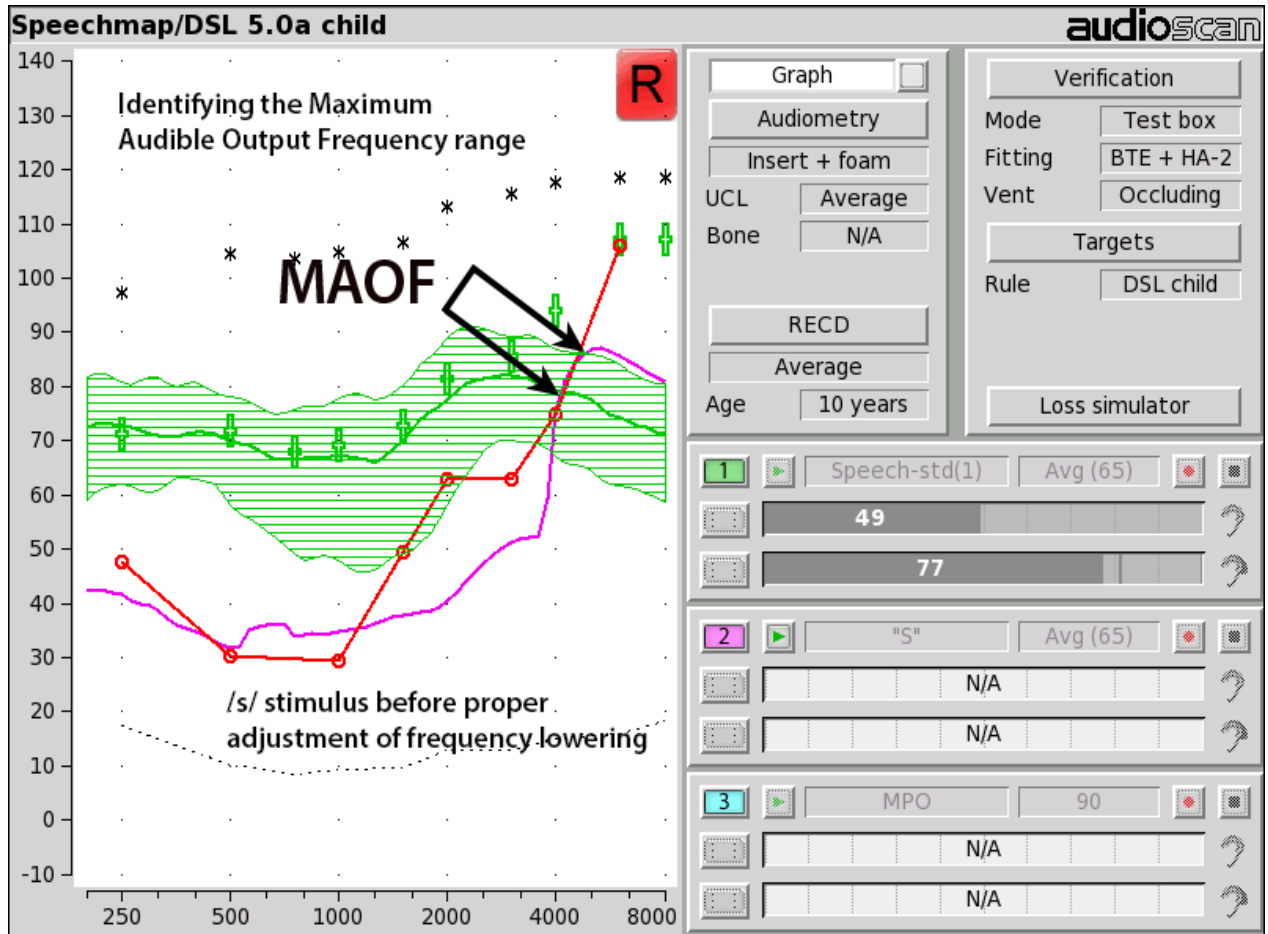 Speechmap/DSL 5.0a child
audioscan
140
130
120
110
100
90
80
70
60
50
40
30
20
10
0
-10
250 500 1000 2000 4000 8000
Identifying the Maximum
Audible Output Frequency range
R
MAOF
/s/ stimulus before proper
adjustment of frequency lowering
Graph
Audiometry
Insert + foam
UCL Average
Bone N/A
RECD
Average
Age 10 years
Verification
Mode Test box
Fitting BTE + HA-2
Vent Occluding
Targets
Rule DSL child
Loss simulator
1 Speech-std(1) Avg (65)
49
77
2 "S" Avg (65)
N/A
N/A
3 MPO 90
N/A
N/A